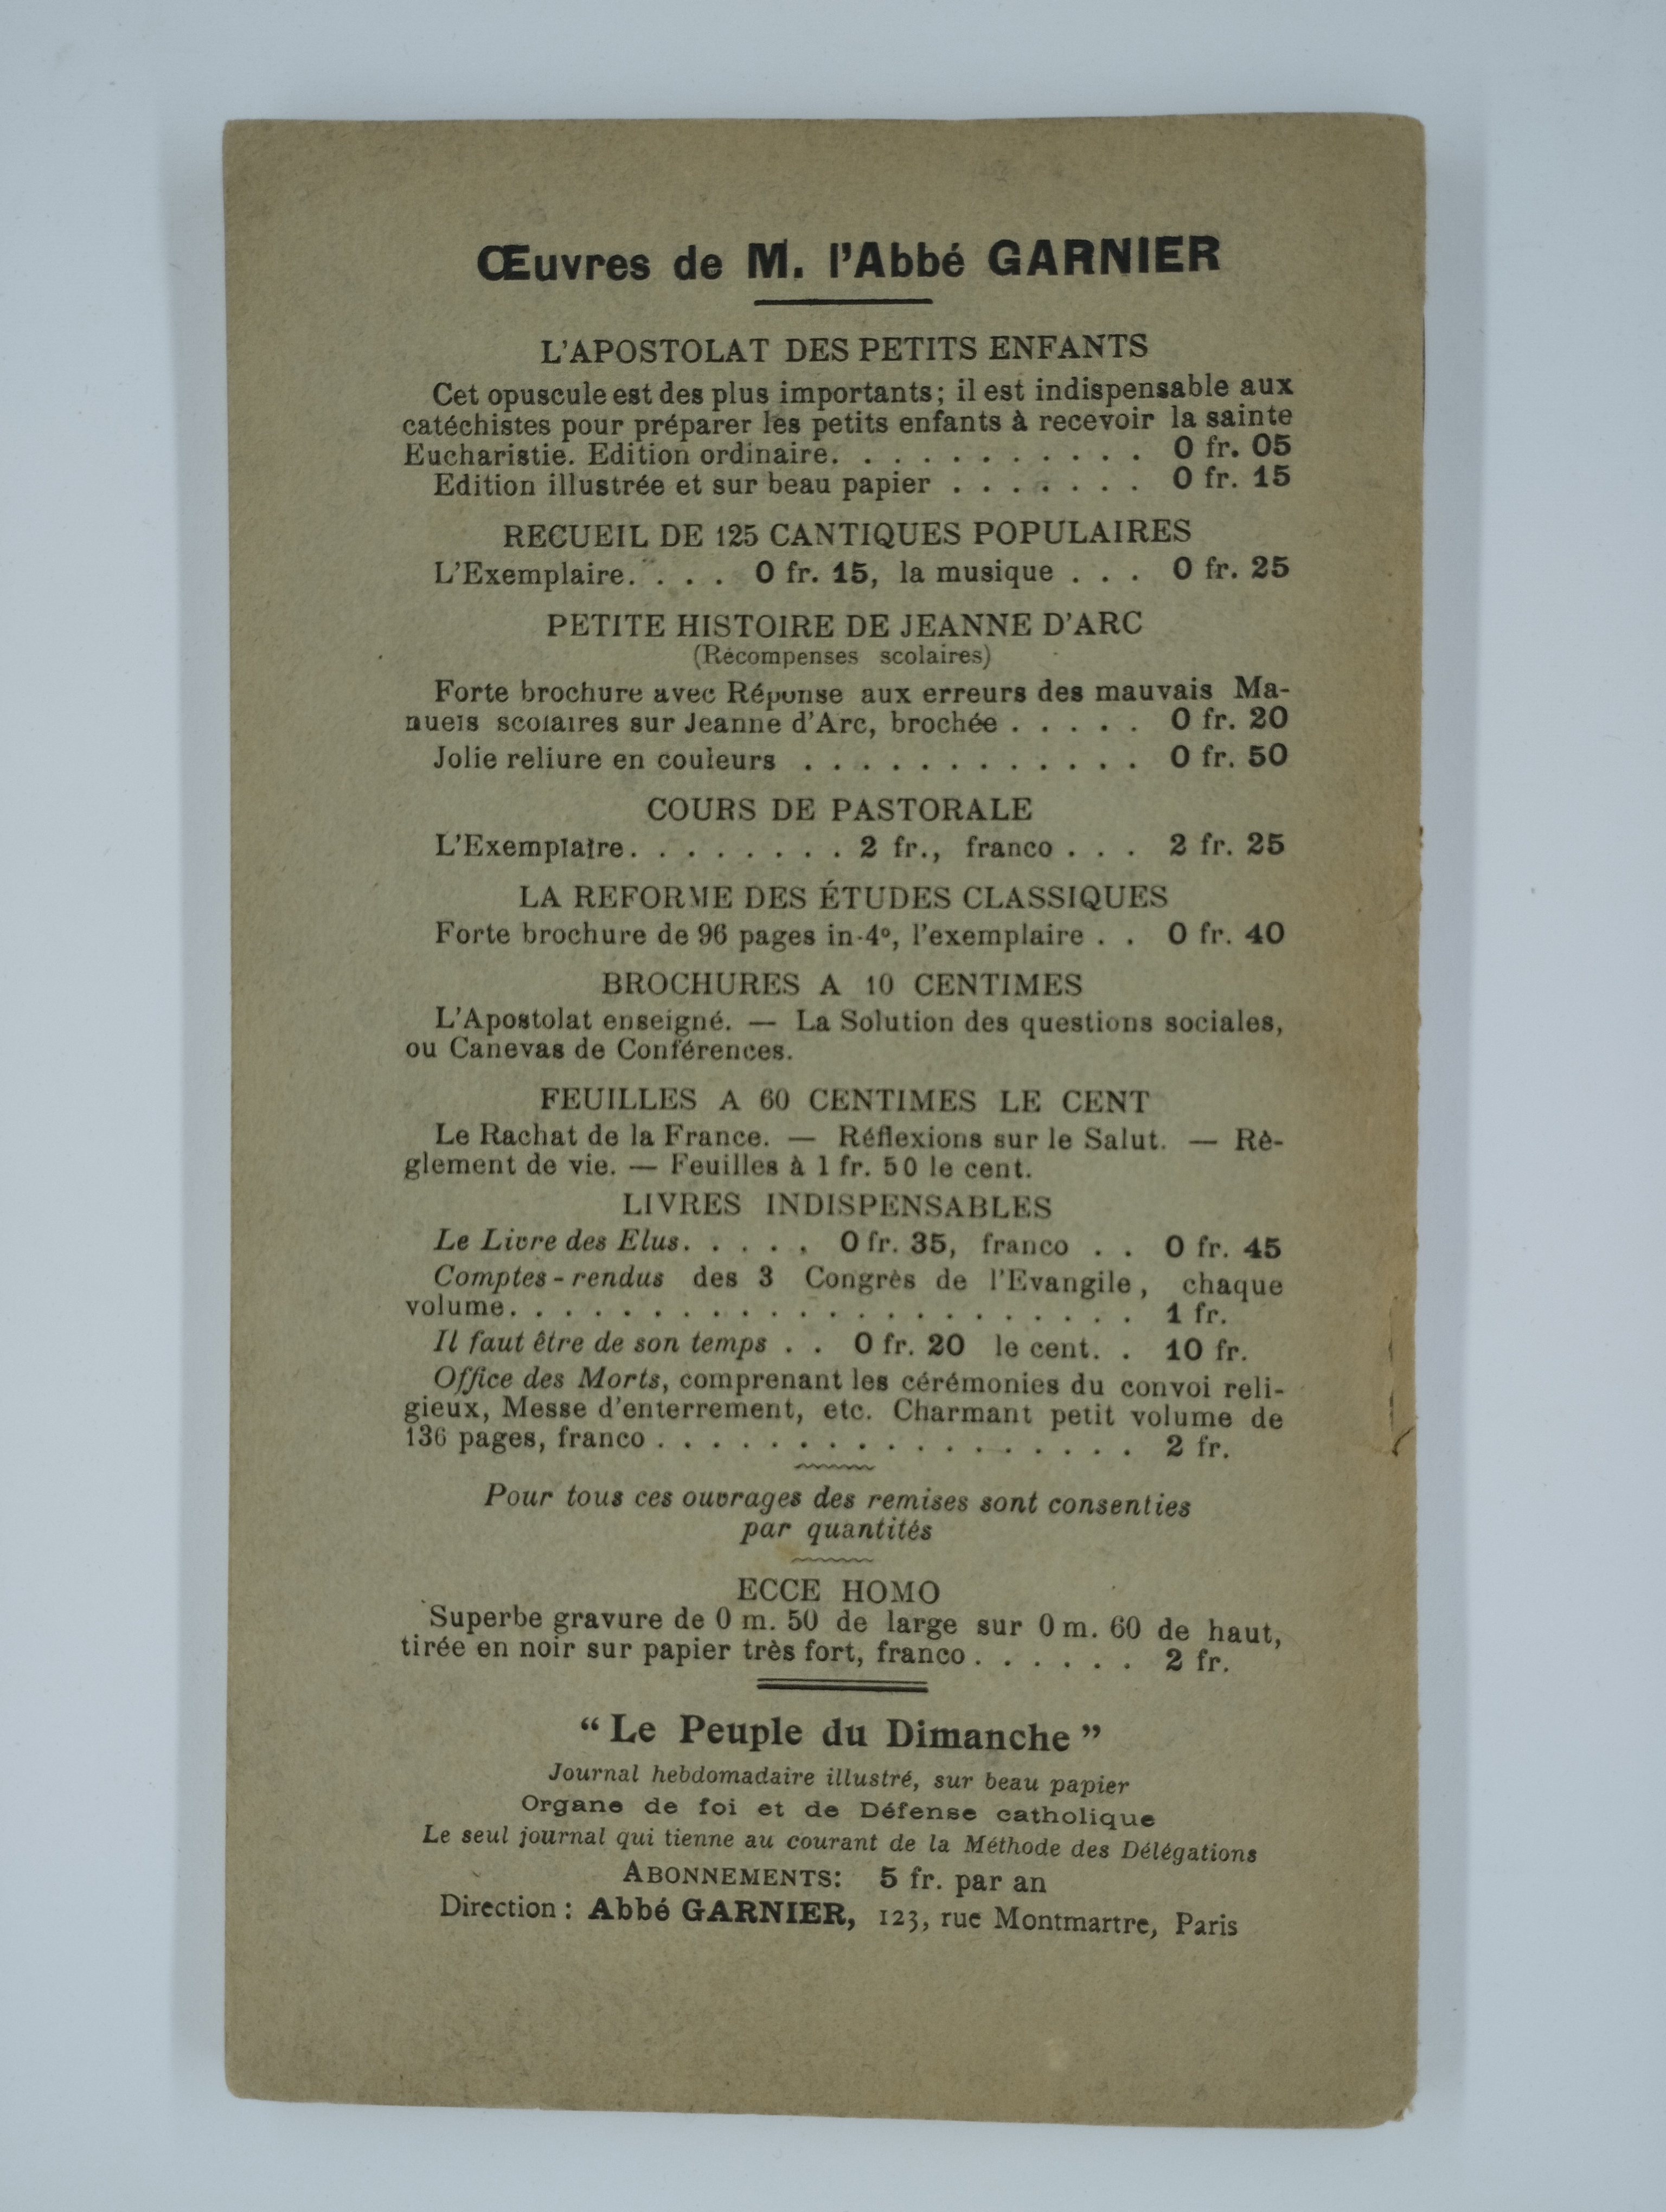 Œuvres de M. l'Abbé GARNIER
L'APOSTOLAT DES PETITS ENFANTS
Cet opuscule est des plus importants; il est indispensable aux
catéchistes pour préparer les petits enfants à recevoir la sainte
Eucharistie. Edition ordinaire. . . . . . . . . . . . 0 fr. 05
Edition illustrée et sur beau papier . . . . . . . 0 fr. 15
RECUEIL DE 125 CANTIQUES POPULAIRES
L'Exemplaire. . . . . 0 fr. 15, la musique . . . 0 fr. 25
PETITE HISTOIRE DE JEANNE D'ARC
(Récompenses scolaires)
Forte brochure avec Réponse aux erreurs des mauvais Ma-
nuels scolaires sur Jeanne d'Arc, brochée . . . . . 0 fr. 20
Jolie reliure en couleurs . . . . . . . . . . . . 0 fr. 50
COURS DE PASTORALE
L'Exemplaire. . . . . . . . . 2 fr., franco . . . 2 fr. 25
LA REFORME DES ÉTUDES CLASSIQUES
Forte brochure de 96 pages in-4º, l'exemplaire . . 0 fr. 40
BROCHURES A 10 CENTIMES
L'Apostolat enseigné. — La Solution des questions sociales,
ou Canevas de Conférences.
FEUILLES A 60 CENTIMES LE CENT
Le Rachat de la France. — Réflexions sur le Salut. — Rè-
glement de vie. — Feuilles à 1 fr. 50 le cent.
LIVRES INDISPENSABLES
Le Livre des Elus. . . . . . 0 fr. 35, franco . . 0 fr. 45
Comptes-rendus des 3 Congrès de l'Evangile, chaque
volume. . . . . . . . . . . . . . . . . . . . . . . 1 fr.
Il faut être de son temps . . 0 fr. 20 le cent. . 10 fr.
Office des Morts, comprenant les cérémonies du convoi reli-
gieux, Messe d'enterrement, etc. Charmant petit volume de
136 pages, franco . . . . . . . . . . . . . . . . . 2 fr.
Pour tous ces ouvrages des remises sont consenties
par quantités
ECCE HOMO
Superbe gravure de 0 m. 50 de large sur 0 m. 60 de haut,
tirée en noir sur papier très fort, franco . . . . . . 2 fr.
“ Le Peuple du Dimanche ”
Journal hebdomadaire illustré, sur beau papier
Organe de foi et de Défense catholique
Le seul journal qui tienne au courant de la Méthode des Délégations
ABONNEMENTS: 5 fr. par an
Direction : Abbé GARNIER, 123, rue Montmartre, Paris